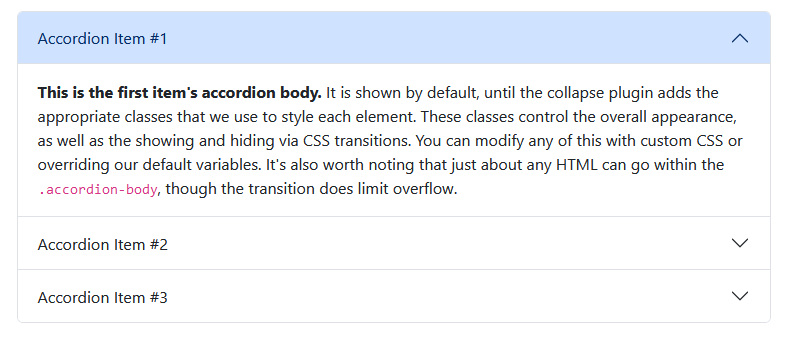 Accordion Item #1
This is the first item's accordion body. It is shown by default, until the collapse plugin adds the
appropriate classes that we use to style each element. These classes control the overall appearance,
as well as the showing and hiding via CSS transitions. You can modify any of this with custom CSS or
overriding our default variables. It's also worth noting that just about any HTML can go within the
.accordion-body, though the transition does limit overflow.
Accordion Item #2
Accordion Item #3